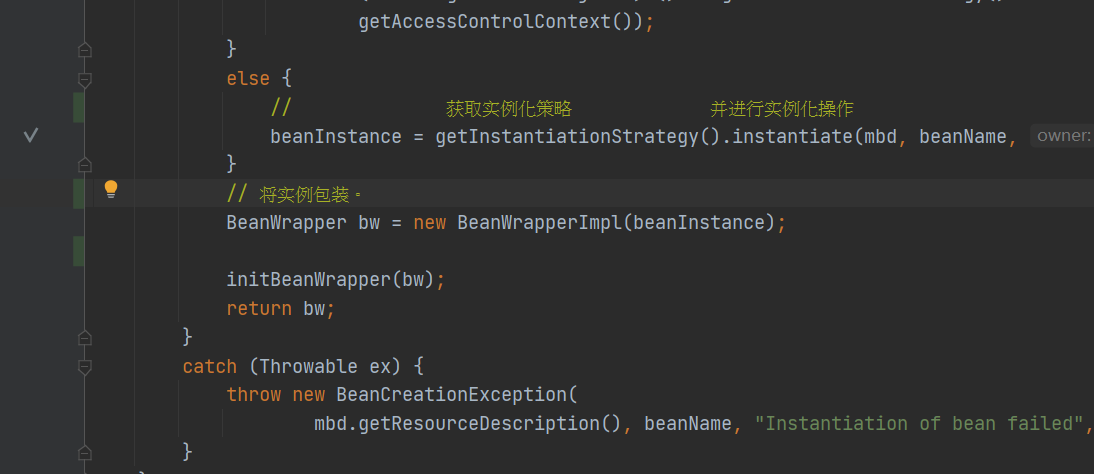 getAccessControlContext());
}
else {
// 获取实例化策略 并进行实例化操作
beanInstance = getInstantiationStrategy().instantiate(mbd, beanName, owner:
}
// 将实例包装。
BeanWrapper bw = new BeanWrapperImpl(beanInstance);
initBeanWrapper(bw);
return bw;
}
catch (Throwable ex) {
throw new BeanCreationException(
mbd.getResourceDescription(), beanName, "Instantiation of bean failed",
}